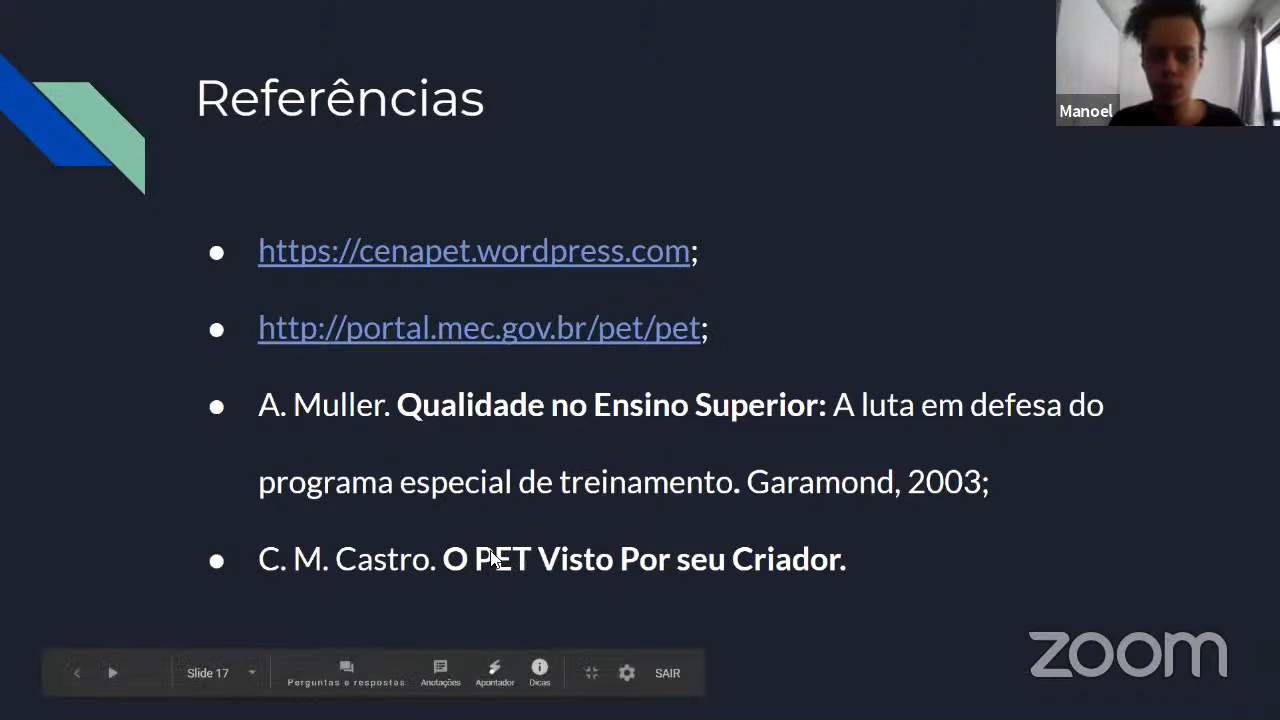 Referências
Manoel
● https://cenapet.wordpress.com;
● http://portal.mec.gov.br/pet/pet;
● A. Muller. Qualidade no Ensino Superior: A luta em defesa do
programa especial de treinamento. Garamond, 2003;
● C. M. Castro. O PET Visto Por seu Criador.
zoom
Slide 17 Perguntas e respostas Anotações Apontador Dicas SAIR